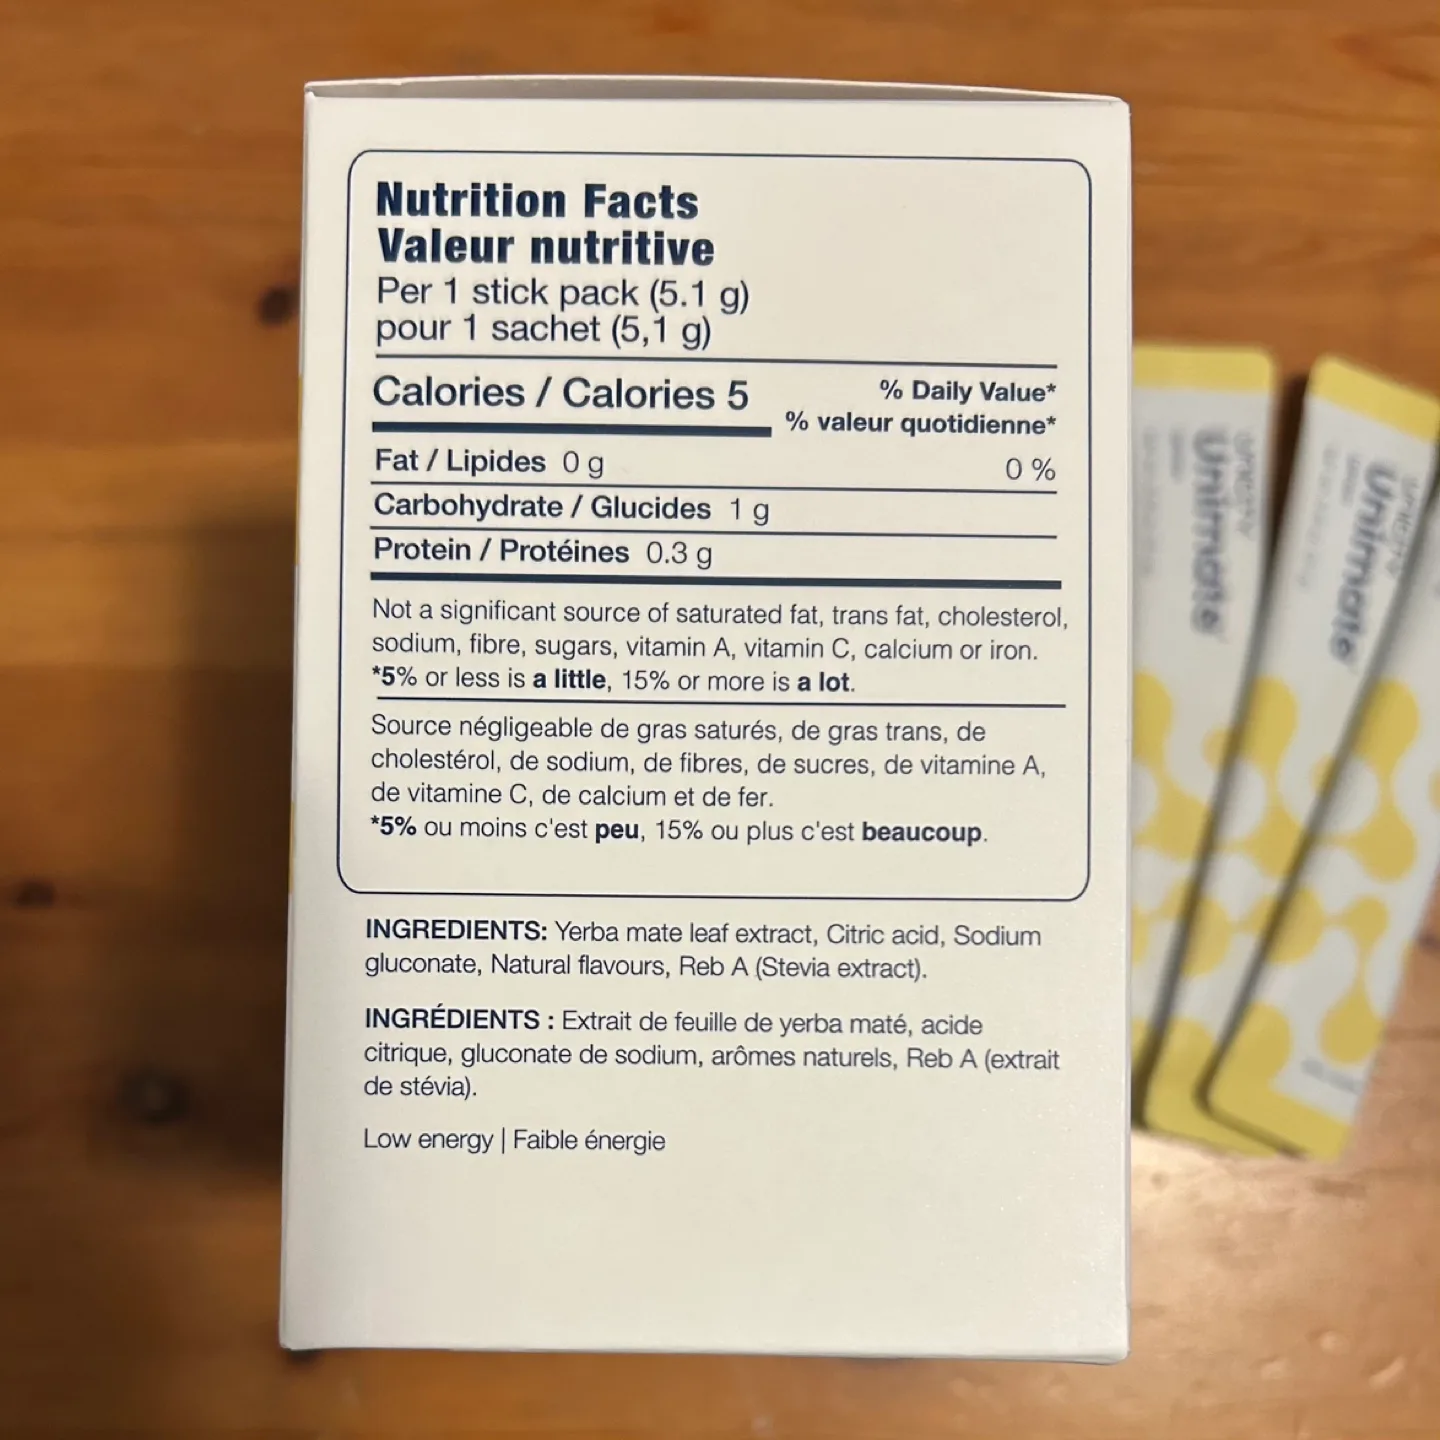 Nutrition Facts
Valeur nutritive
Per 1 stick pack (5.1 g)
pour 1 sachet (5,1 g)
Calories / Calories 5
% Daily Value*
% valeur quotidienne*
Fat / Lipides 0 g 0 %
Carbohydrate / Glucides 1 g
Protein / Protéines 0.3 g
Not a significant source of saturated fat, trans fat, cholesterol,
sodium, fibre, sugars, vitamin A, vitamin C, calcium or iron.
*5% or less is a little, 15% or more is a lot.
Source négligeable de gras saturés, de gras trans, de
cholestérol, de sodium, de fibres, de sucres, de vitamine A,
de vitamine C, de calcium et de fer.
*5% ou moins c'est peu, 15% ou plus c'est beaucoup.
INGREDIENTS: Yerba mate leaf extract, Citric acid, Sodium
gluconate, Natural flavours, Reb A (Stevia extract).
INGRÉDIENTS : Extrait de feuille de yerba maté, acide
citrique, gluconate de sodium, arômes naturels, Reb A (extrait
de stévia).
Low energy | Faible énergie
Unimate
Unimate